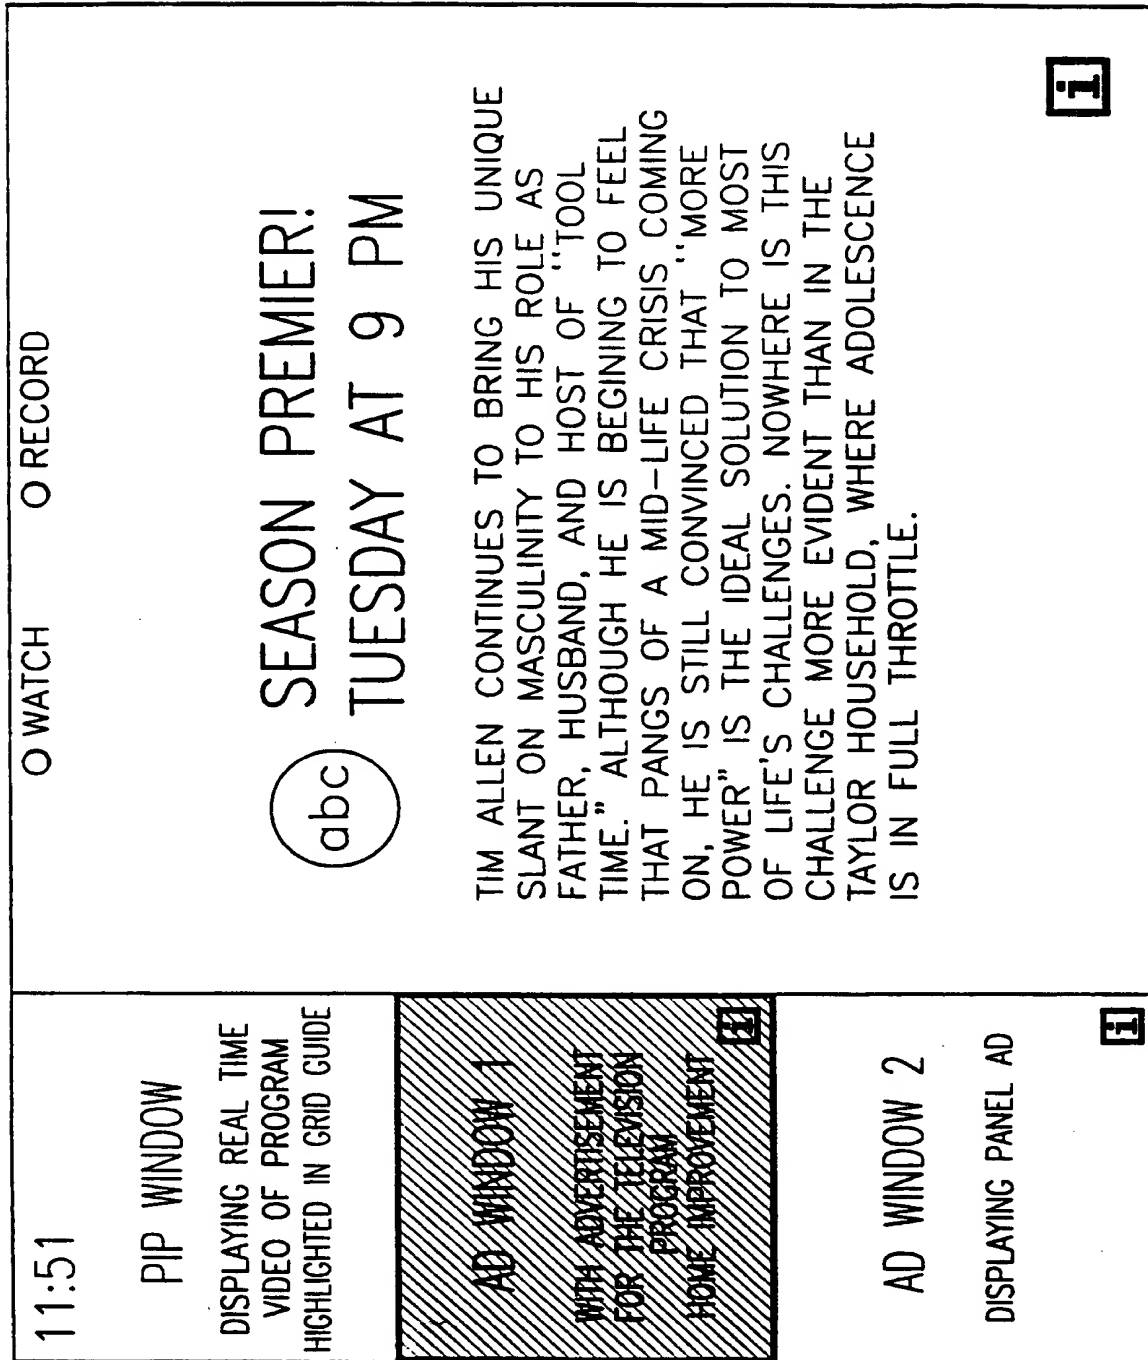 11:51
PIP WINDOW
DISPLAYING REAL TIME
VIDEO OF PROGRAM
HIGHLIGHTED IN GRID GUIDE
AD WINDOW 1
WITH ADVERTISEMENT
FOR THE TELEVISION
PROGRAM
HOME IMPROVEMENT
i
AD WINDOW 2
DISPLAYING PANEL AD
i
O WATCH O RECORD
abc
SEASON PREMIER!
TUESDAY AT 9 PM
TIM ALLEN CONTINUES TO BRING HIS UNIQUE
SLANT ON MASCULINITY TO HIS ROLE AS
FATHER, HUSBAND, AND HOST OF "TOOL
TIME." ALTHOUGH HE IS BEGINING TO FEEL
THAT PANGS OF A MID-LIFE CRISIS COMING
ON, HE IS STILL CONVINCED THAT "MORE
POWER" IS THE IDEAL SOLUTION TO MOST
OF LIFE'S CHALLENGES. NOWHERE IS THIS
CHALLENGE MORE EVIDENT THAN IN THE
TAYLOR HOUSEHOLD, WHERE ADOLESCENCE
IS IN FULL THROTTLE.
i